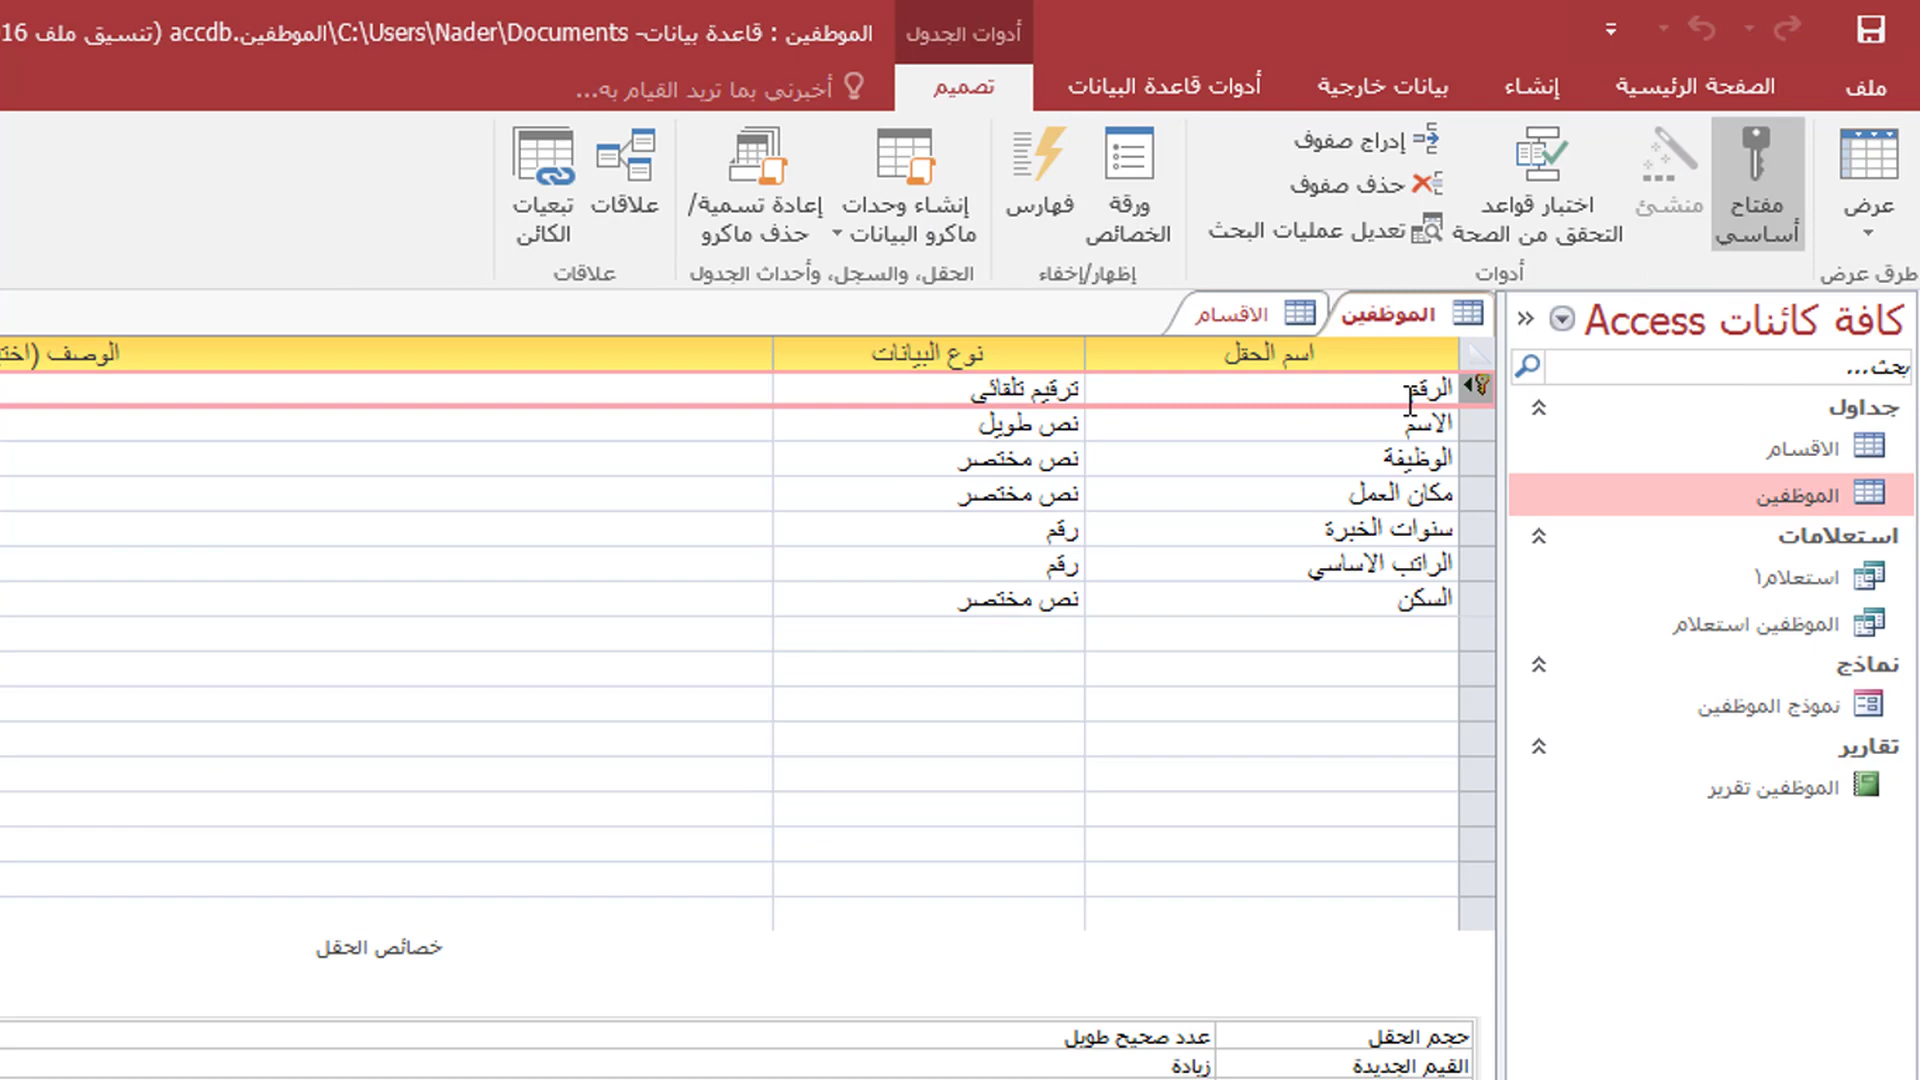 الموظفين : قاعدة بيانات- C:\Users\Nader\Documents\الموظفين.accdb (تنسيق ملف 16
أدوات الجدول
ملف
الصفحة الرئيسية
إنشاء
بيانات خارجية
أدوات قاعدة البيانات
تصميم
أخبرني بما تريد القيام به...
عرض
مفتاح
أساسي
منشئ
اختبار قواعد
التحقق من الصحة
إدراج صفوف
حذف صفوف
تعديل عمليات البحث
ورقة
الخصائص
فهارس
إنشاء وحدات
ماكرو البيانات
إعادة تسمية/
حذف ماكرو
علاقات
تبعيات
الكائن
طرق عرض
أدوات
إظهار/إخفاء
الحقل، والسجل، وأحداث الجدول
علاقات
كافة كائنات Access
بحث...
جداول
الاقسام
الموظفين
استعلامات
استعلام١
الموظفين استعلام
نماذج
نموذج الموظفين
تقارير
الموظفين تقرير
الموظفين
الاقسام
اسم الحقل
نوع البيانات
الوصف
الرقم
ترقيم تلقائي
الاسم
نص طويل
الوظيفة
نص مختصر
مكان العمل
نص مختصر
سنوات الخبرة
رقم
الراتب الاساسي
رقم
السكن
نص مختصر
خصائص الحقل
حجم الحقل
عدد صحيح طويل
القيم الجديدة
زيادة